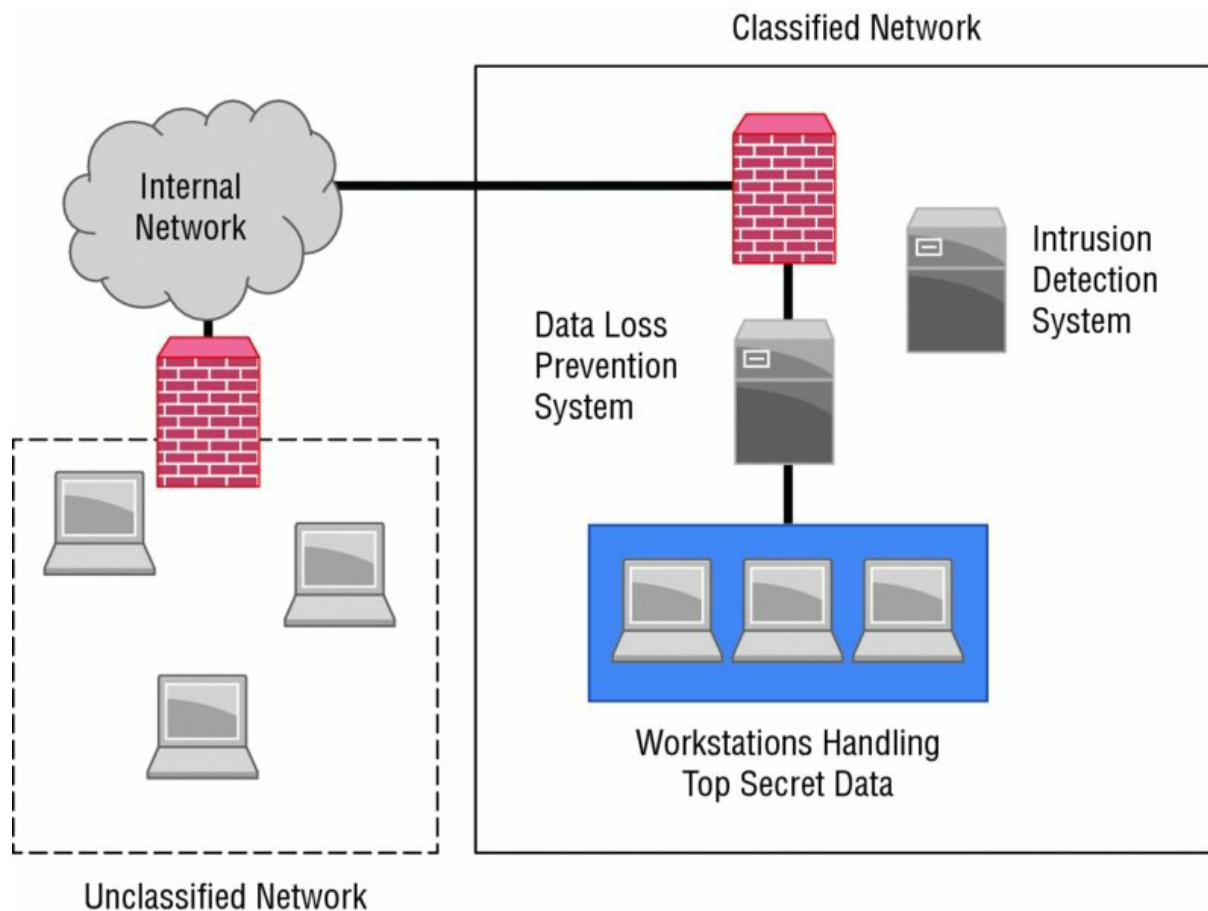 Classified Network
Internal
Network
Intrusion
Detection
System
Data Loss
Prevention
System
Workstations Handling
Top Secret Data
Unclassified Network